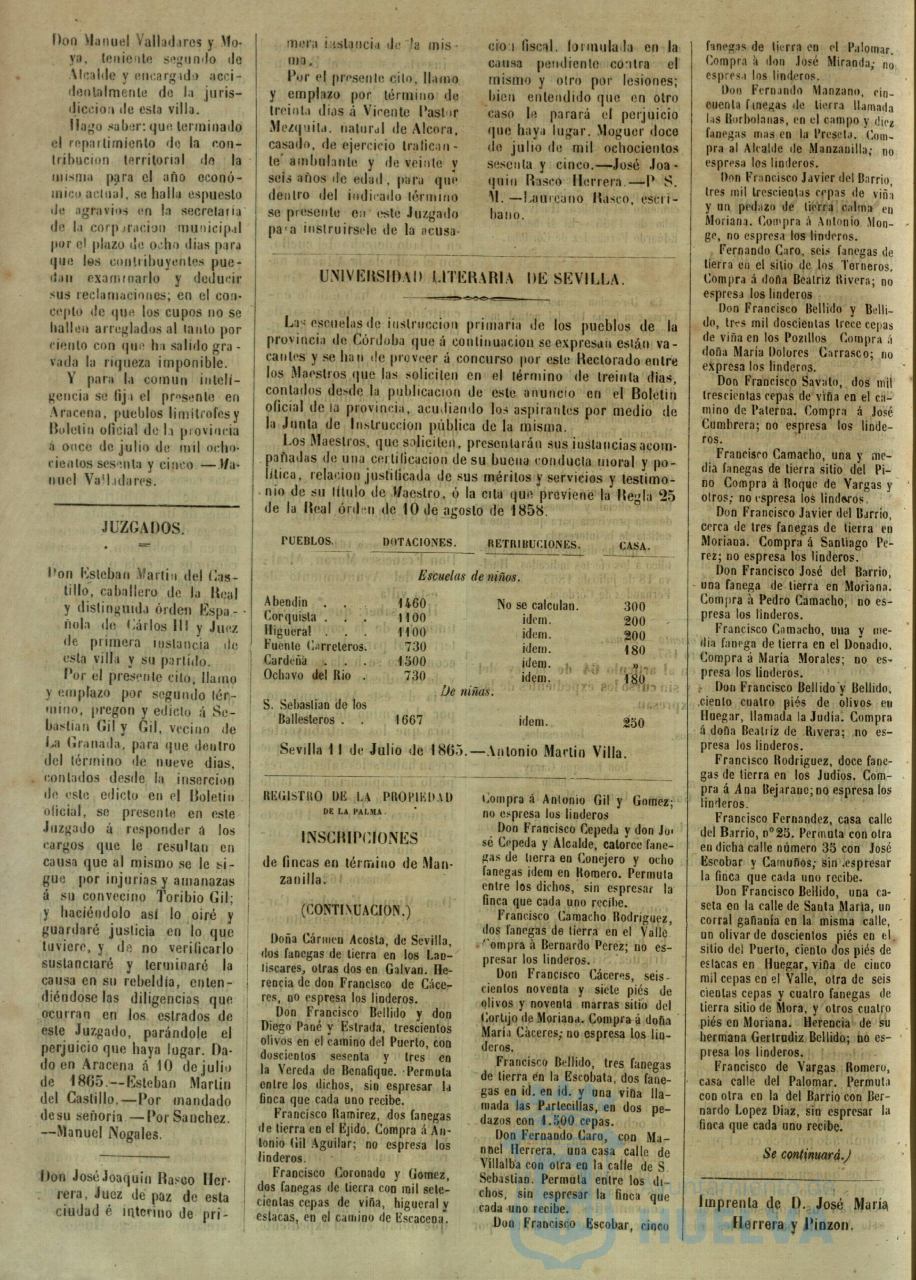 Don Manuel Valladares y Mo-
ya, teniente segundo de
Alcalde y encargado acci-
dentalmente de la juris-
diccion de esta villa.
Hago saber: que terminado
el repartimiento de la con-
tribucion territorial de la
misma para el año econó-
mico actual, se halla espuesto
de agravios en la secretaría
de la corporacion municipal
por el plazo de ocho dias para
que los contribuyentes pue-
dan examinarlo y deducir
sus reclamaciones; en el con-
cepto de que los cupos no se
hallen arreglados al tanto por
ciento con que ha salido gra-
vada la riqueza imponible.
Y para la comun inteli-
gencia se fija el presente en
Aracena, pueblos limitrofes y
Boletin oficial de la provincia
á once de julio de mil ocho-
cientos sesenta y cinco.—Ma-
nuel Valladares.
JUZGADOS.
Don Esteban Martin del Cas-
tillo, caballero de la Real
y distinguida órden Espa-
ñola de Cárlos III y Juez
de primera instancia de
esta villa y su partido.
Por el presente cito, llamo
y emplazo por segundo tér-
mino, pregon y edicto á Se-
bastian Gil y Gil, vecino de
La Granada, para que dentro
del término de nueve dias,
contados desde la insercion
de este edicto en el Boletin
oficial, se presente en este
Juzgado á responder á los
cargos que le resultan en
causa que al mismo se le si-
gue por injurias y amanazas
á su convecino Toribio Gil;
y haciéndolo así lo oiré y
guardaré justicia en lo que
tuviere, y de no verificarlo
sustanciaré y terminaré la
causa en su rebeldía, enten-
diéndose las diligencias que
ocurran en los estrados de
este Juzgado, parándole el
perjuicio que haya lugar. Da-
do en Aracena á 10 de julio
de 1865.--Esteban Martin
del Castillo.—Por mandado
de su señoria —Por Sanchez.
—Manuel Nogales.
Don José Joaquin Rasco Her-
rera, Juez de paz de esta
ciudad é interino de pri-
mera instancia de la mis-
ma.
Por el presente cito, llamo
y emplazo por término de
treinta dias á Vicente Pastor
Mezquita, natural de Alcora,
casado, de ejercicio trafican-
te ambulante y de veinte y
seis años de edad, para que
dentro del indicado término
se presente en este Juzgado
para instruirsele de la acusa-
cion fiscal, formulada en la
causa pendiente contra el
mismo y otro por lesiones;
bien entendido que en otro
caso le parará el perjuicio
que haya lugar. Moguer doce
de julio de mil ochocientos
sesenta y cinco.—José Joa-
quin Rasco Herrera.—P. S.
M. —Laureano Rasco, escri-
bano.
UNIVERSIDAD LITERARIA DE SEVILLA.
Las escuelas de instruccion primaria de los pueblos de la
provincia de Córdoba que á continuacion se expresan están va-
cantes y se han de proveer á concurso por este Rectorado entre
los Maestros que las soliciten en el término de treinta dias,
contados desde la publicacion de este anuncio en el Boletin
oficial de la provincia, acudiendo los aspirantes por medio de
la Junta de Instruccion pública de la misma.
Los Maestros, que soliciten, presentarán sus instancias acom-
pañadas de una certificacion de su buena conducta moral y po-
lítica, relacion justificada de sus méritos y servicios y testimo-
nio de su título de Maestro, ó la cita que previene la Regla 25
de la Real órden de 10 de agosto de 1858.
PUEBLOS. DOTACIONES. RETRIBUCIONES. CASA.
Escuelas de niños.
Abendin . . 1460 No se calculan. 300
Corquista . . . 1100 idem. 200
Higueral . . . 1100 idem. 200
Fuente Carreteros. 730 idem. 180
Cardeña . . . 1500 idem. »
Ochavo del Rio . 730 idem. 180
De niñas.
S. Sebastian de los
Ballesteros . . 1667 idem. 250
Sevilla 11 de Julio de 1865.—Antonio Martin Villa.
REGISTRO DE LA PROPIEDAD
DE LA PALMA.
INSCRIPCIONES
de fincas en término de Man-
zanilla.
(CONTINUACION.)
Doña Cármen Acosta, de Sevilla,
dos fanegas de tierra en los Lan-
tiscares, otras dos en Galvan. He-
rencia de don Francisco de Cáce-
res, no espresa los linderos.
Don Francisco Bellido y don
Diego Pané y Estrada, trescientos
olivos en el camino del Puerto, con
doscientos sesenta y tres en
la Vereda de Benafique. Permuta
entre los dichos, sin espresar la
finca que cada uno recibe.
Francisco Ramirez, dos fanegas
de tierra en el Ejido. Compra á An-
tonio Gil Aguilar; no espresa los
linderos.
Francisco Coronado y Gomez,
dos fanegas de tierra con mil sete-
cientas cepas de viña, higueral y
estacas, en el camino de Escacena.
Compra á Antonio Gil y Gomez;
no espresa los linderos
Don Francisco Cepeda y don Jo-
sé Cepeda y Alcalde, catorce fane-
gas de tierra en Conejero y ocho
fanegas idem en Romero. Permuta
entre los dichos, sin espresar la
finca que cada uno recibe.
Francisco Camacho Rodriguez,
dos fanegas de tierra en el Valle
Compra á Bernardo Perez; no es-
presar los linderos.
Don Francisco Cáceres, seis-
cientos noventa y siete piés de
olivos y noventa marras sitio del
Cortijo de Moriana. Compra á doña
María Cáceres; no espresa los lin-
deros.
Francisco Bellido, tres fanegas
de tierra en la Escobata, dos fane-
gas en id. en id. y una viña lla-
mada las Partecillas, en dos pe-
dazos con 1.500 cepas.
Don Fernando Caro, con Ma-
nuel Herrera, una casa calle de
Villalba con otra en la calle de S.
Sebastian. Permuta entre los di-
chos, sin espresar la finca que
cada uno recibe.
Don Francisco Escobar, cinco
fanegas de tierra en el Palomar.
Compra á don José Miranda; no
espresa los linderos.
Don Fernando Manzano, cin-
cuenta fanegas de tierra llamada
las Borbolanas, en el campo y diez
fanegas mas en la Preseta. Com-
pra al Alcalde de Manzanilla; no
espresa los linderos.
Don Francisco Javier del Barrio,
tres mil trescientas cepas de viña
y un pedazo de tierra calma en
Moriana. Compra á Antonio Mon-
ge, no espresa los linderos.
Fernando Caro, seis fanegas de
tierra en el sitio de los Torneros.
Compra á doña Beatriz Rivera; no
espresa los linderos
Don Francisco Bellido y Belli-
do, tres mil doscientas trece cepas
de viña en los Pozillos Compra á
doña María Dolores Carrasco; no
expresa los linderos.
Don Francisco Savato, dos mil
trescientas cepas de viña en el ca-
mino de Paterna. Compra á José
Cumbrera; no espresa los linde-
ros.
Francisco Camacho, una y me-
dia fanegas de tierra sitio del Pi-
no Compra á Roque de Vargas y
otros; no espresa los linderos.
Don Francisco Javier del Barrio,
cerca de tres fanegas de tierra en
Moriana. Compra á Santiago Pe-
rez; no espresa los linderos.
Don Francisco José del Barrio,
una fanega de tierra en Moriana.
Compra á Pedro Camacho, no es-
presa los linderos.
Francisco Camacho, una y me-
dia fanega de tierra en el Donadio.
Compra á María Morales; no es-
presa los linderos.
Don Francisco Bellido y Bellido,
ciento cuatro piés de olivos en
Huegar, llamada la Judia. Compra
á doña Beatriz de Rivera; no es-
presa los linderos.
Francisco Rodriguez, doce fane-
gas de tierra en los Judios. Com-
pra á Ana Bejarano; no espresa los
linderos.
Francisco Fernandez, casa calle
del Barrio, nº 25. Permuta con otra
en dicha calle número 35 con José
Escobar y Camuños; sin espresar
la finca que cada uno recibe.
Don Francisco Bellido, una ca-
seta en la calle de Santa Maria, un
corral gañanía en la misma calle,
un olivar de doscientos piés en el
sitio del Puerto, ciento dos piés de
estacas en Huegar, viña de cinco
mil cepas en el Valle, otra de seis
cientas cepas y cuatro fanegas de
tierra sitio de Mora, y otros cuatro
piés en Moriana. Herencia de su
hermana Gertrudiz Bellido; no es-
presa los linderos.
Francisco de Vargas Romero,
casa calle del Palomar. Permuta
con otra en la del Barrio con Ber-
nardo Lopez Diaz, sin espresar la
finca que cada uno recibe.
Se continuará.)
Imprenta de D. José María
Herrera y Pinzon.
HUELVA